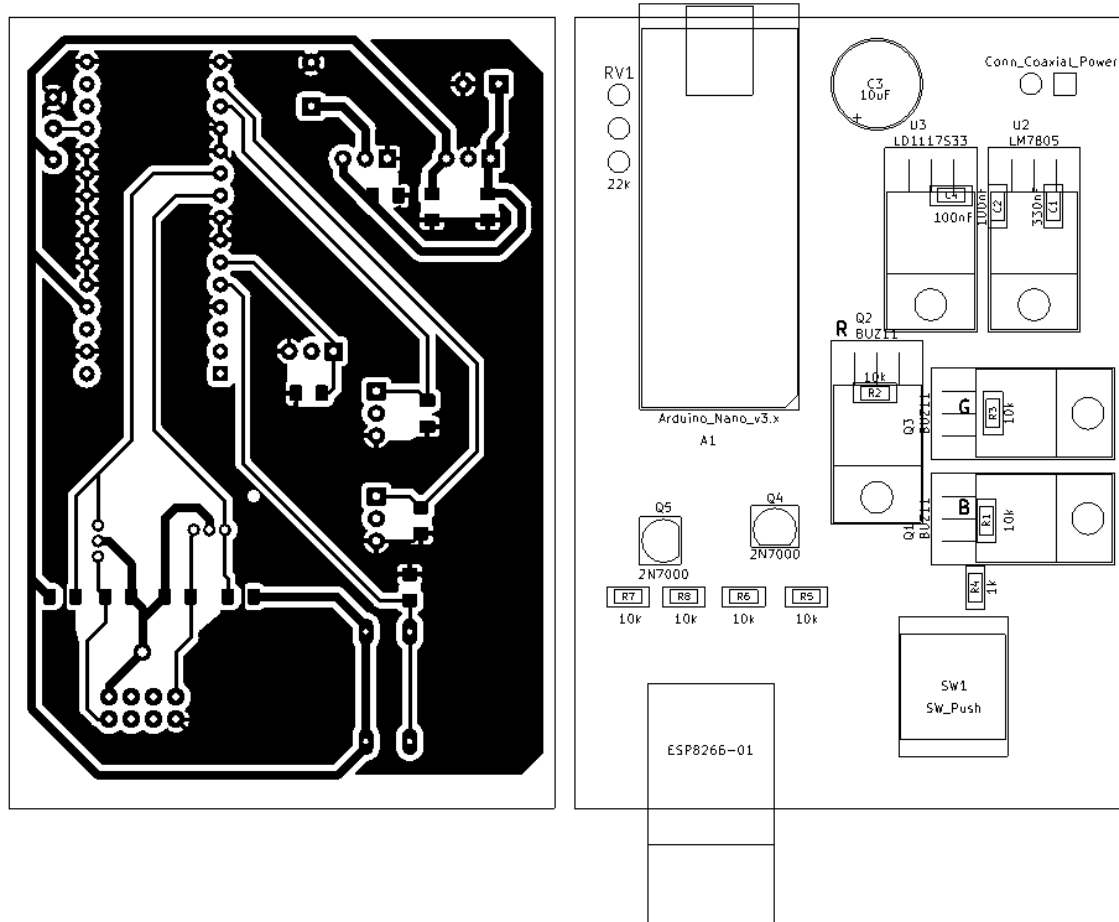 RV1
22k
Arduino_Nano_v3.x
A1
C3
10uF
+
Conn_Coaxial_Power
U3
LD1117S33
U2
LM7805
C4
100nF
C2
100nF
C1
330nF
R
Q2
BUZ11
10k
R2
Q3
BUZ11
G
R3
10k
Q1
BUZ11
B
R1
10k
R4
1k
Q5
2N7000
Q4
2N7000
R7
R8
R6
R5
10k
10k
10k
10k
SW1
SW_Push
ESP8266-01